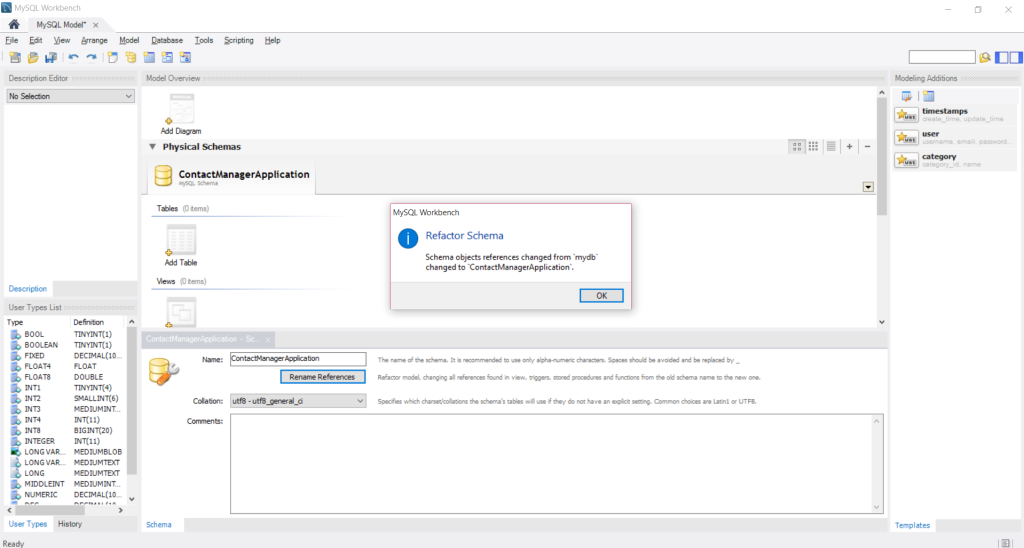 MySQL Workbench
MySQL Model* ×
File Edit View Arrange Model Database Tools Scripting Help
Description Editor
No Selection
Description
User Types List
Type Definition
BOOL TINYINT(1)
BOOLEAN TINYINT(1)
FIXED DECIMAL(10...
FLOAT4 FLOAT
FLOAT8 DOUBLE
INT1 TINYINT(4)
INT2 SMALLINT(6)
INT3 MEDIUMINT...
INT4 INT(11)
INT8 BIGINT(20)
INTEGER INT(11)
LONG VAR... MEDIUMBLOB
LONG VAR... MEDIUMTEXT
LONG MEDIUMTEXT
MIDDLEINT MEDIUMINT...
NUMERIC DECIMAL(10...
DEC DECIMAL(10...
User Types History
Model Overview
Add Diagram
Physical Schemas
ContactManagerApplication
MySQL Schema
Tables (0 items)
Add Table
Views (0 items)
MySQL Workbench
Refactor Schema
Schema objects references changed from `mydb`
changed to `ContactManagerApplication`.
OK
ContactManagerApplication - Sc... ×
Name: ContactManagerApplication The name of the schema. It is recommended to use only alpha-numeric characters. Spaces should be avoided and be replaced by _
Rename References Refactor model, changing all references found in view, triggers, stored procedures and functions from the old schema name to the new one.
Collation: utf8 - utf8_general_ci Specifies which charset/collations the schema's tables will use if they do not have an explicit setting. Common choices are Latin1 or UTF8.
Comments:
Schema
Modeling Additions
timestamps
create_time, update_time
user
username, email, password...
category
category_id, name
Templates
Ready